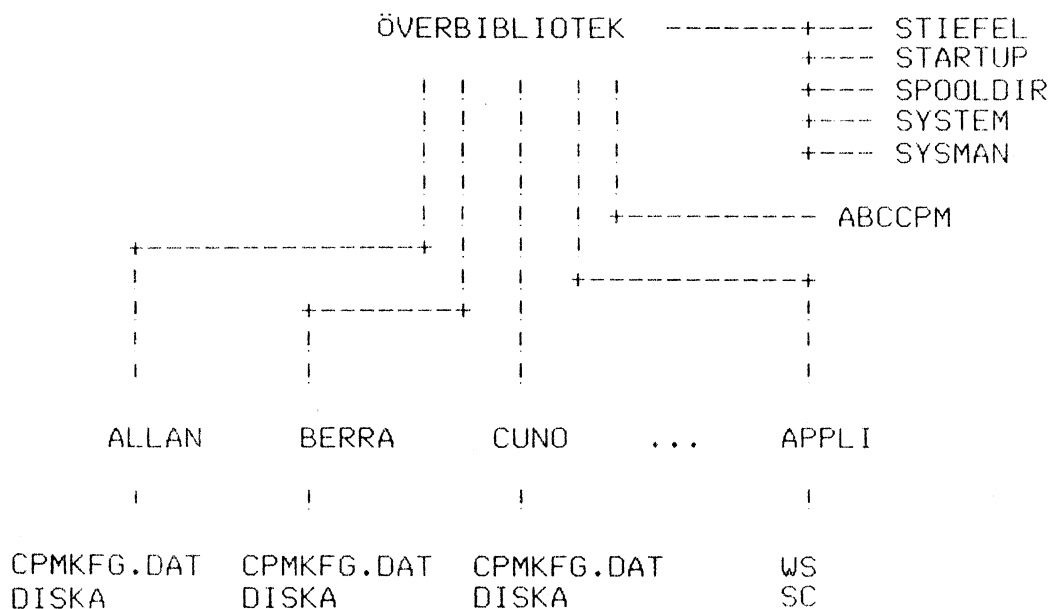 ÖVERBIBLIOTEK STIEFEL
STARTUP
SPOOLDIR
SYSTEM
SYSMAN
ABCCPM
ALLAN BERRA CUNO ... APPLI
CPMKFG.DAT CPMKFG.DAT CPMKFG.DAT WS
DISKA DISKA DISKA SC